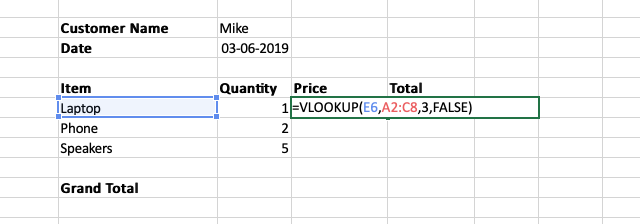 Customer Name Mike
Date 03-06-2019
Item Quantity Price Total
Laptop 1 =VLOOKUP(E6,A2:C8,3,FALSE)
Phone 2
Speakers 5
Grand Total